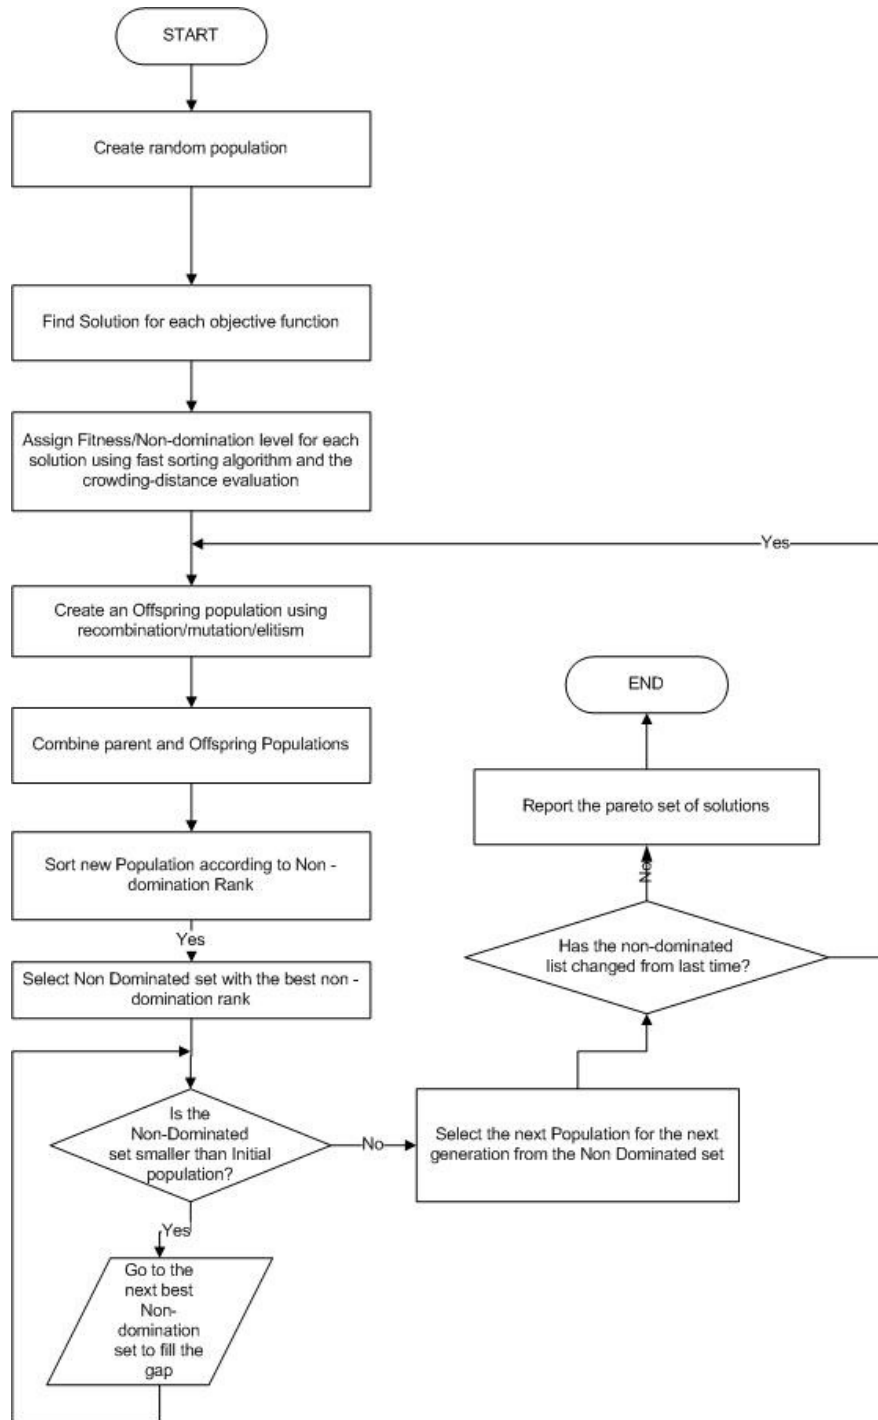 START
Create random population
Find Solution for each objective function
Assign Fitness/Non-domination level for each
solution using fast sorting algorithm and the
crowding-distance evaluation
Yes
Create an Offspring population using
recombination/mutation/elitism
Combine parent and Offspring Populations
Sort new Population according to Non -
domination Rank
Yes
Select Non Dominated set with the best non -
domination rank
Is the
Non-Dominated
set smaller than Initial
population?
Yes
Go to the
next best
Non-
domination
set to fill the
gap
No
Select the next Population for the next
generation from the Non Dominated set
Has the non-dominated
list changed from last time?
No
Report the pareto set of solutions
END